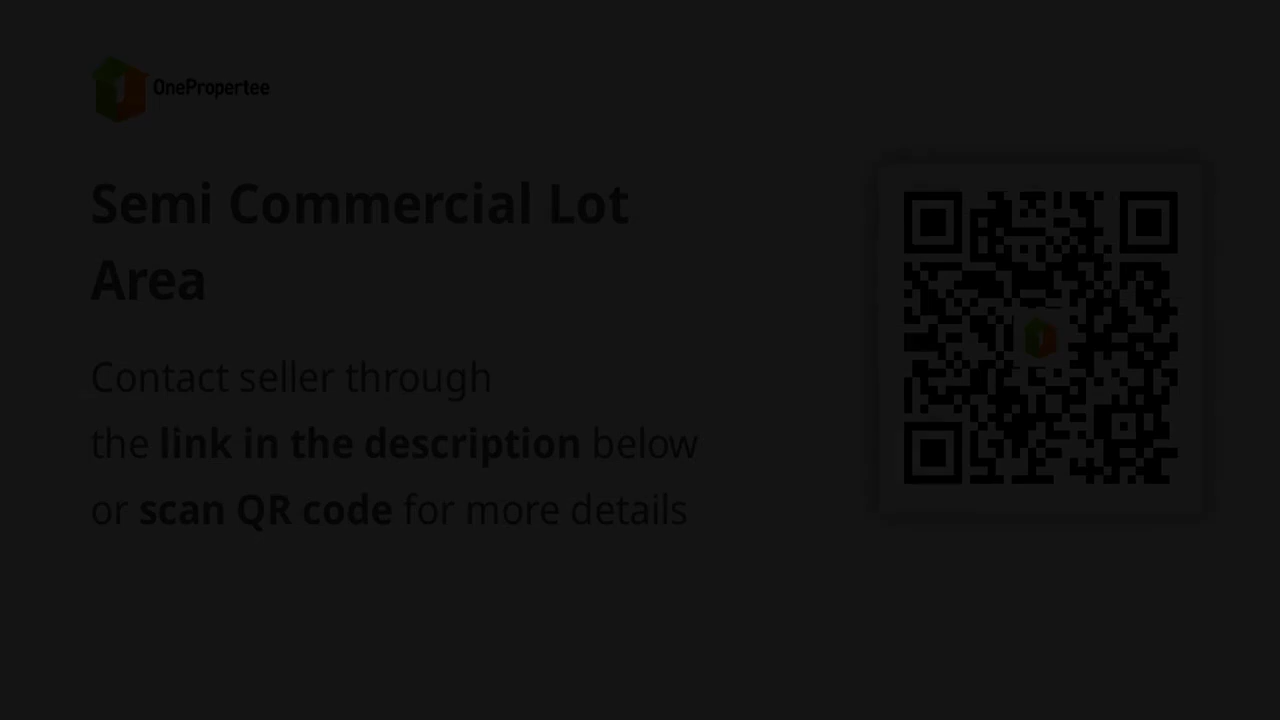 OnePropertee
Semi Commercial Lot
Area
Contact seller through
the link in the description below
or scan QR code for more details